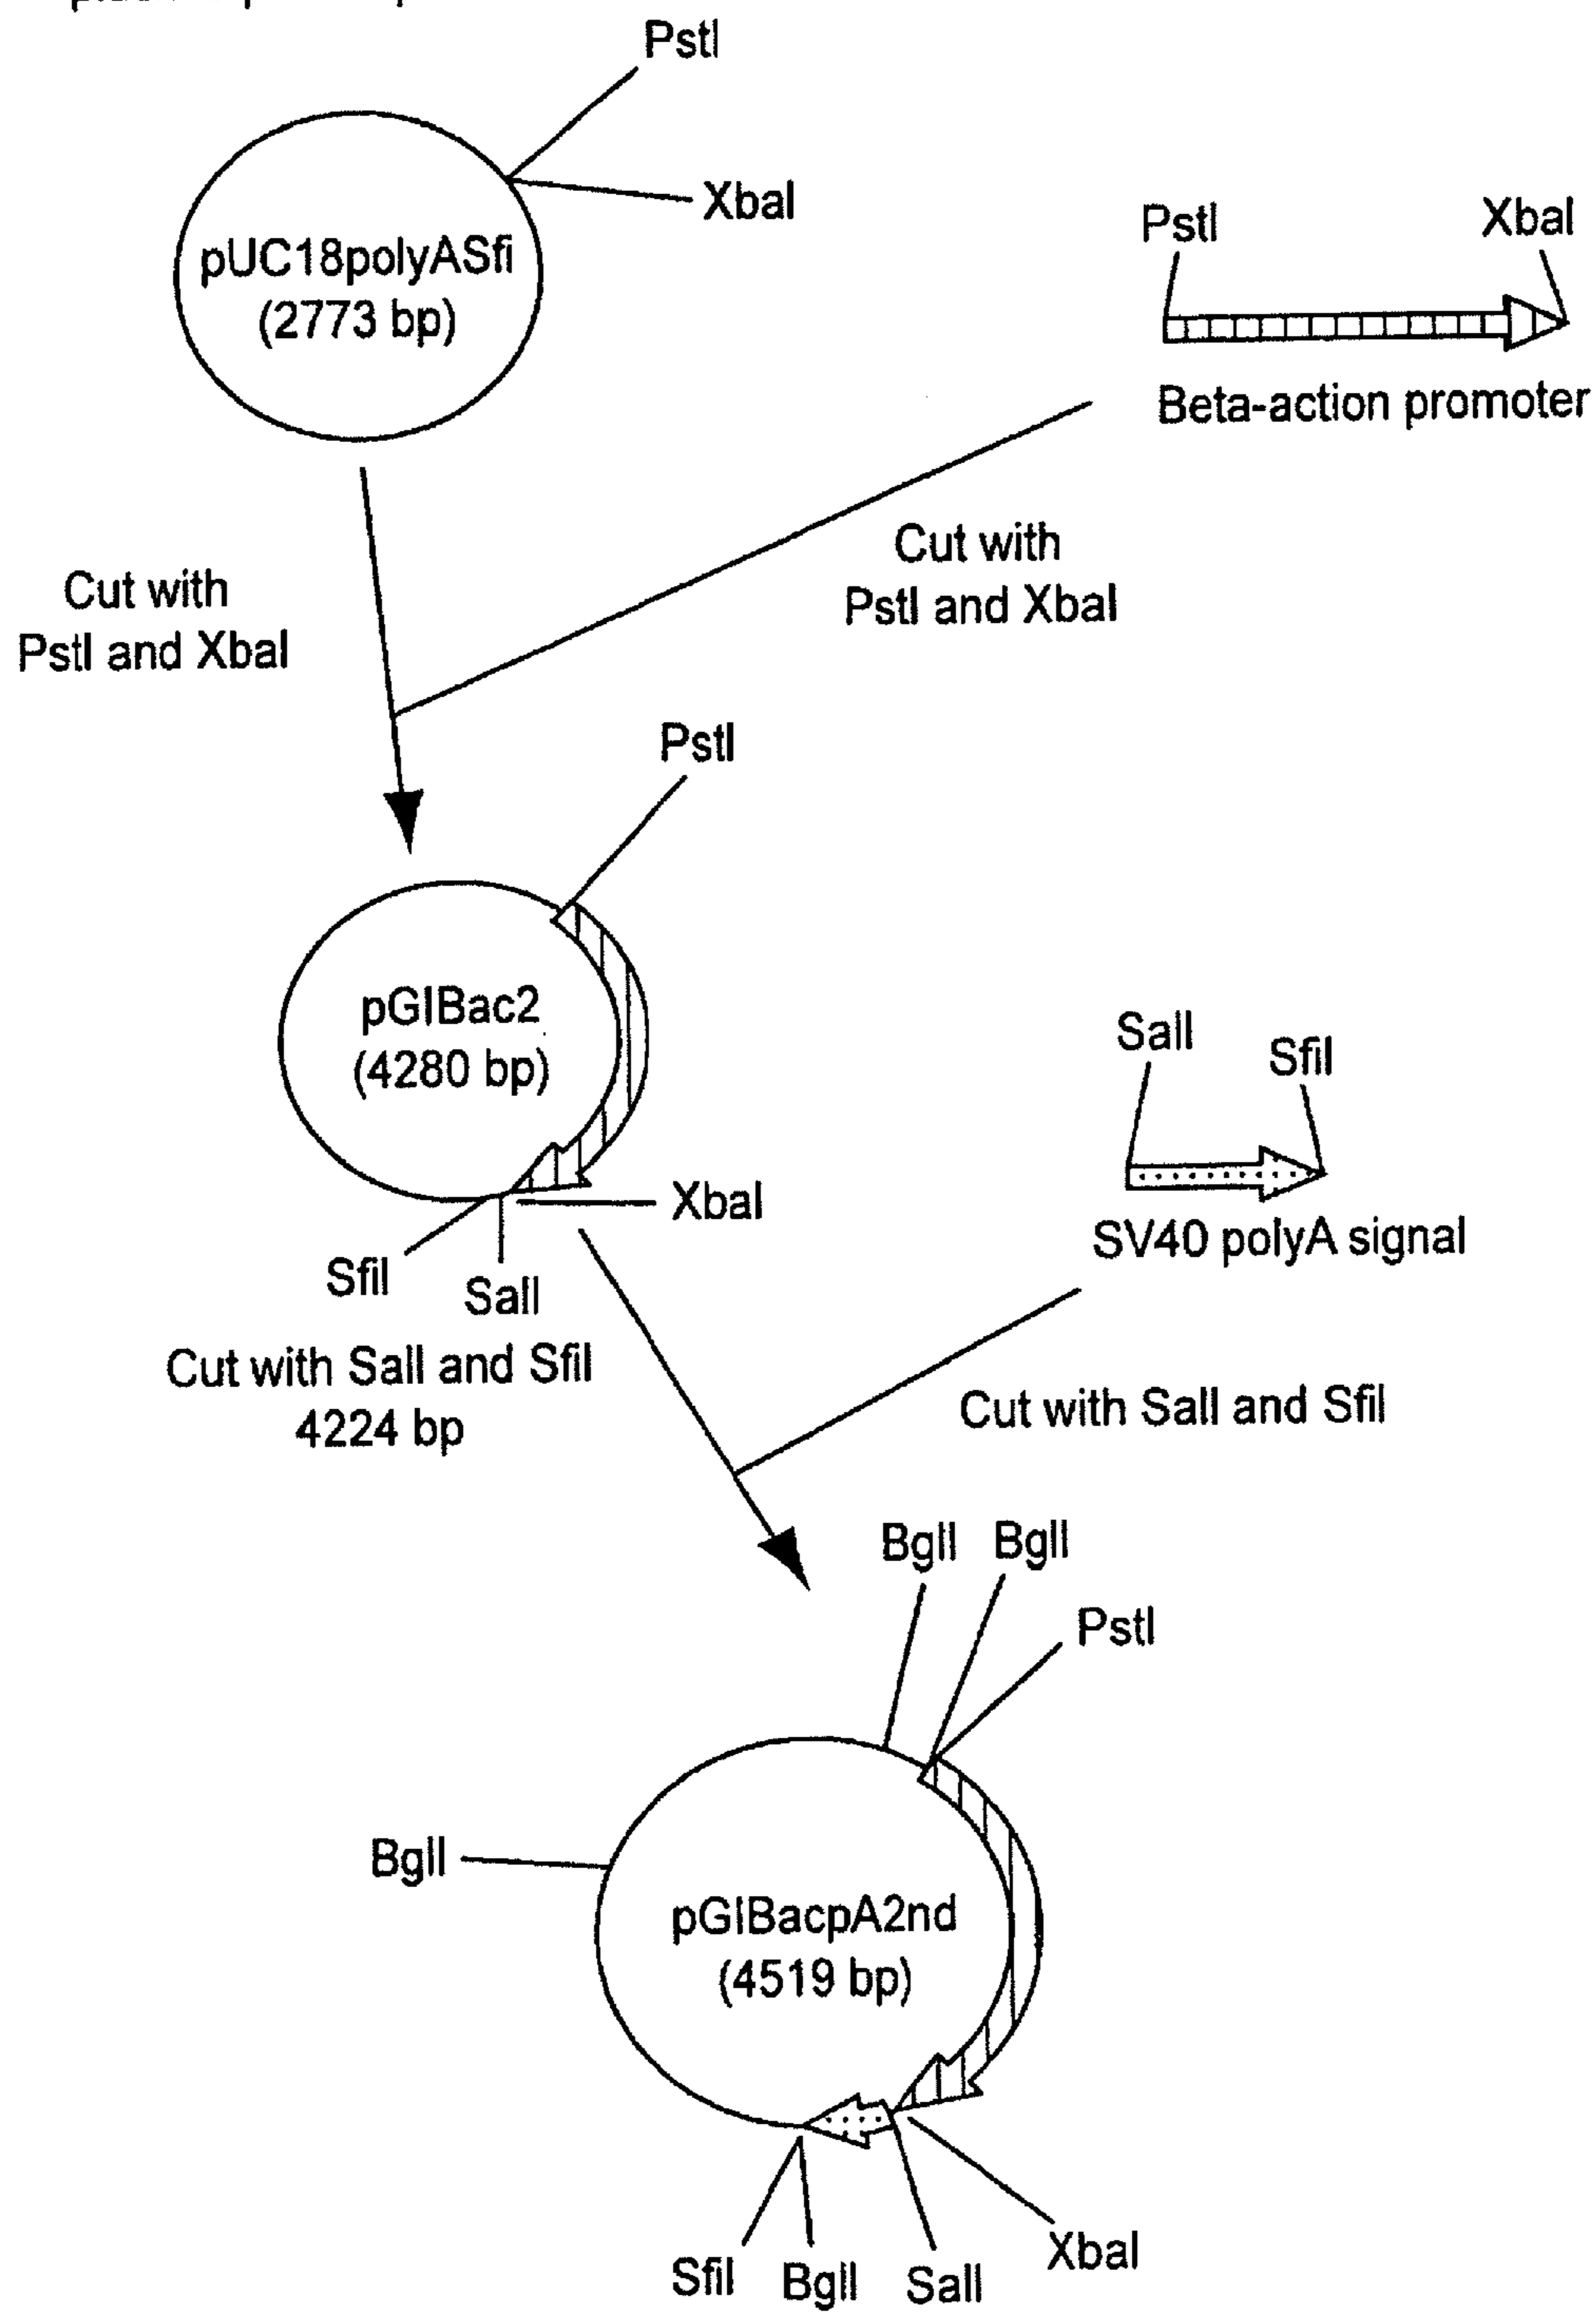 PstI
XbaI
pUC18polyASfi
(2773 bp)
PstI
XbaI
Beta-action promoter
Cut with
PstI and XbaI
Cut with
PstI and XbaI
PstI
pGIBac2
(4280 bp)
XbaI
SfiI
SalI
Cut with SalI and SfiI
4224 bp
SalI
SfiI
SV40 polyA signal
Cut with SalI and SfiI
BglI
BglI
PstI
BglI
pGIBacpA2nd
(4519 bp)
XbaI
SfiI
BglI
SalI